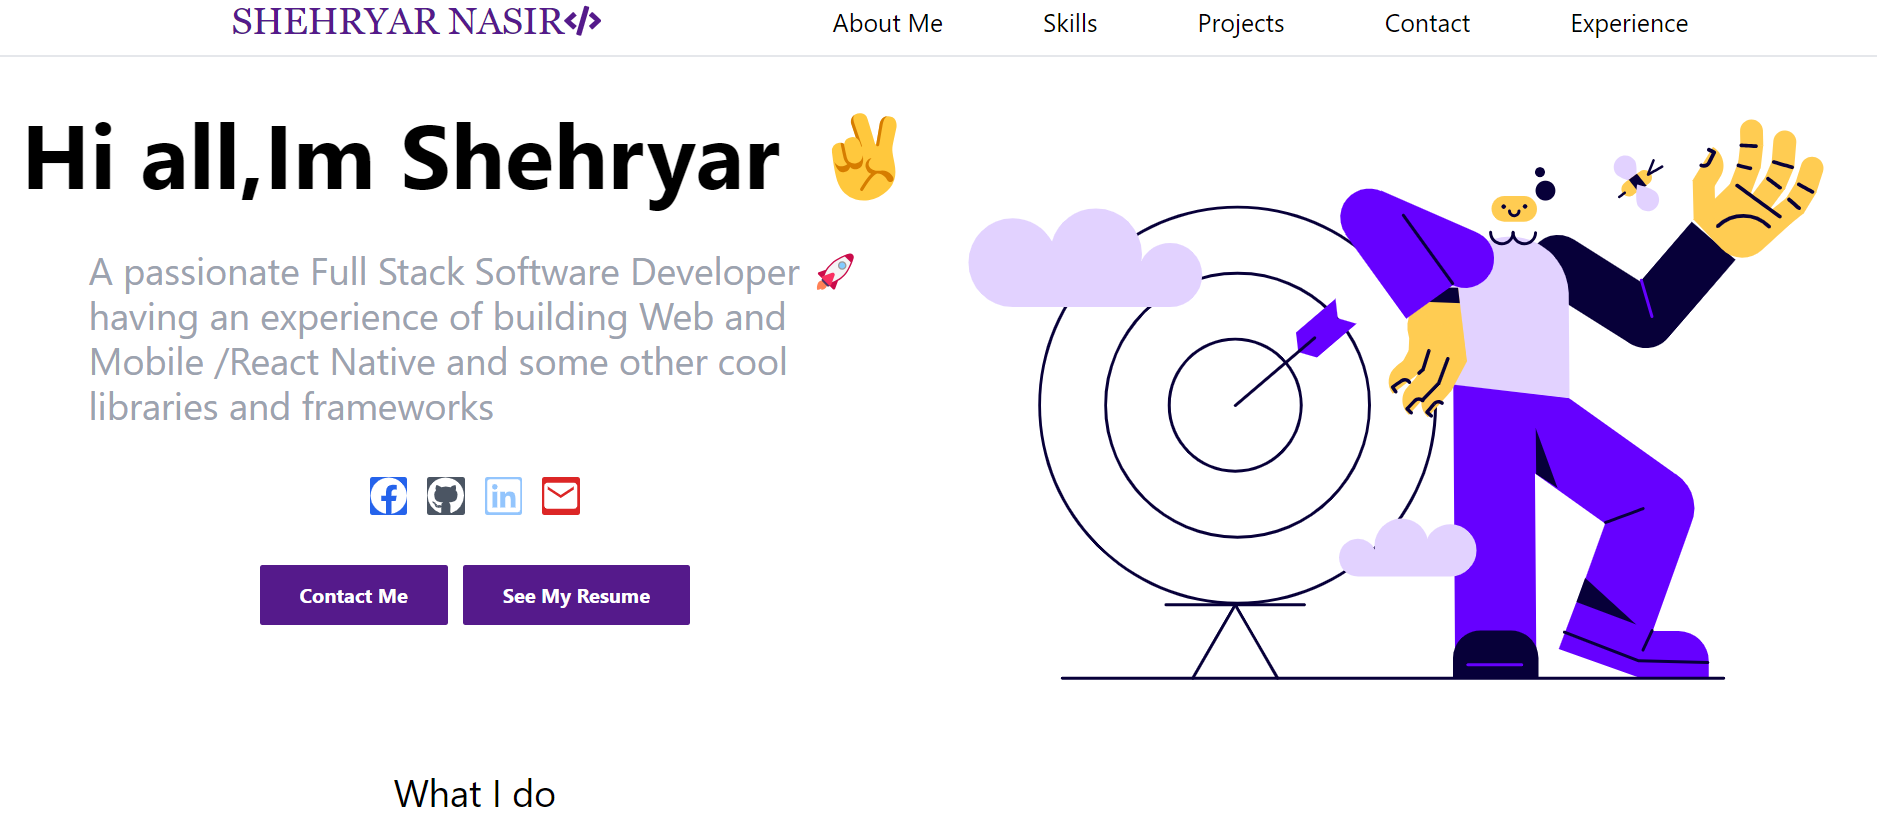 SHEHRYAR NASIR
About Me
Skills
Projects
Contact
Experience
Hi all,Im Shehryar ✌️
A passionate Full Stack Software Developer 🚀
having an experience of building Web and
Mobile /React Native and some other cool
libraries and frameworks
Contact Me
See My Resume
What I do